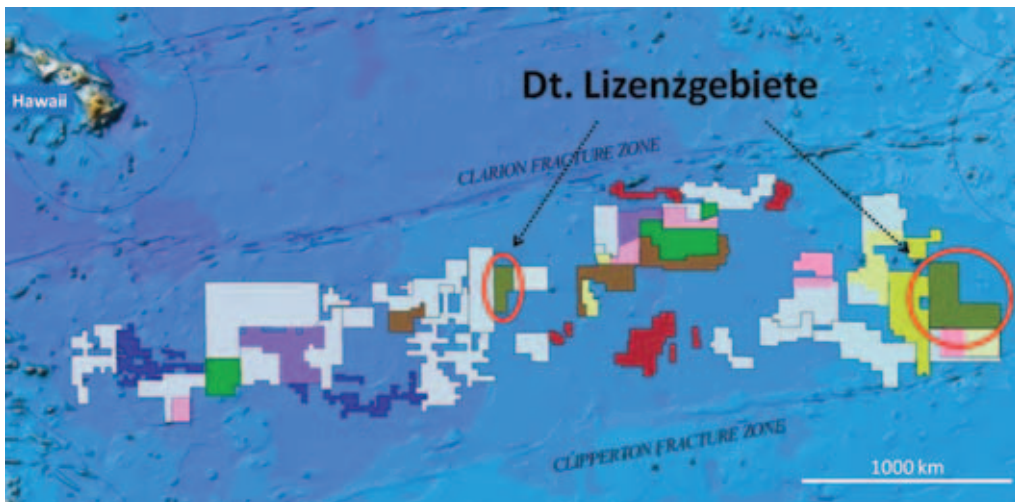 Hawaii
Dt. Lizenzgebiete
CLARION FRACTURE ZONE
CLIPPERTON FRACTURE ZONE
1000 km